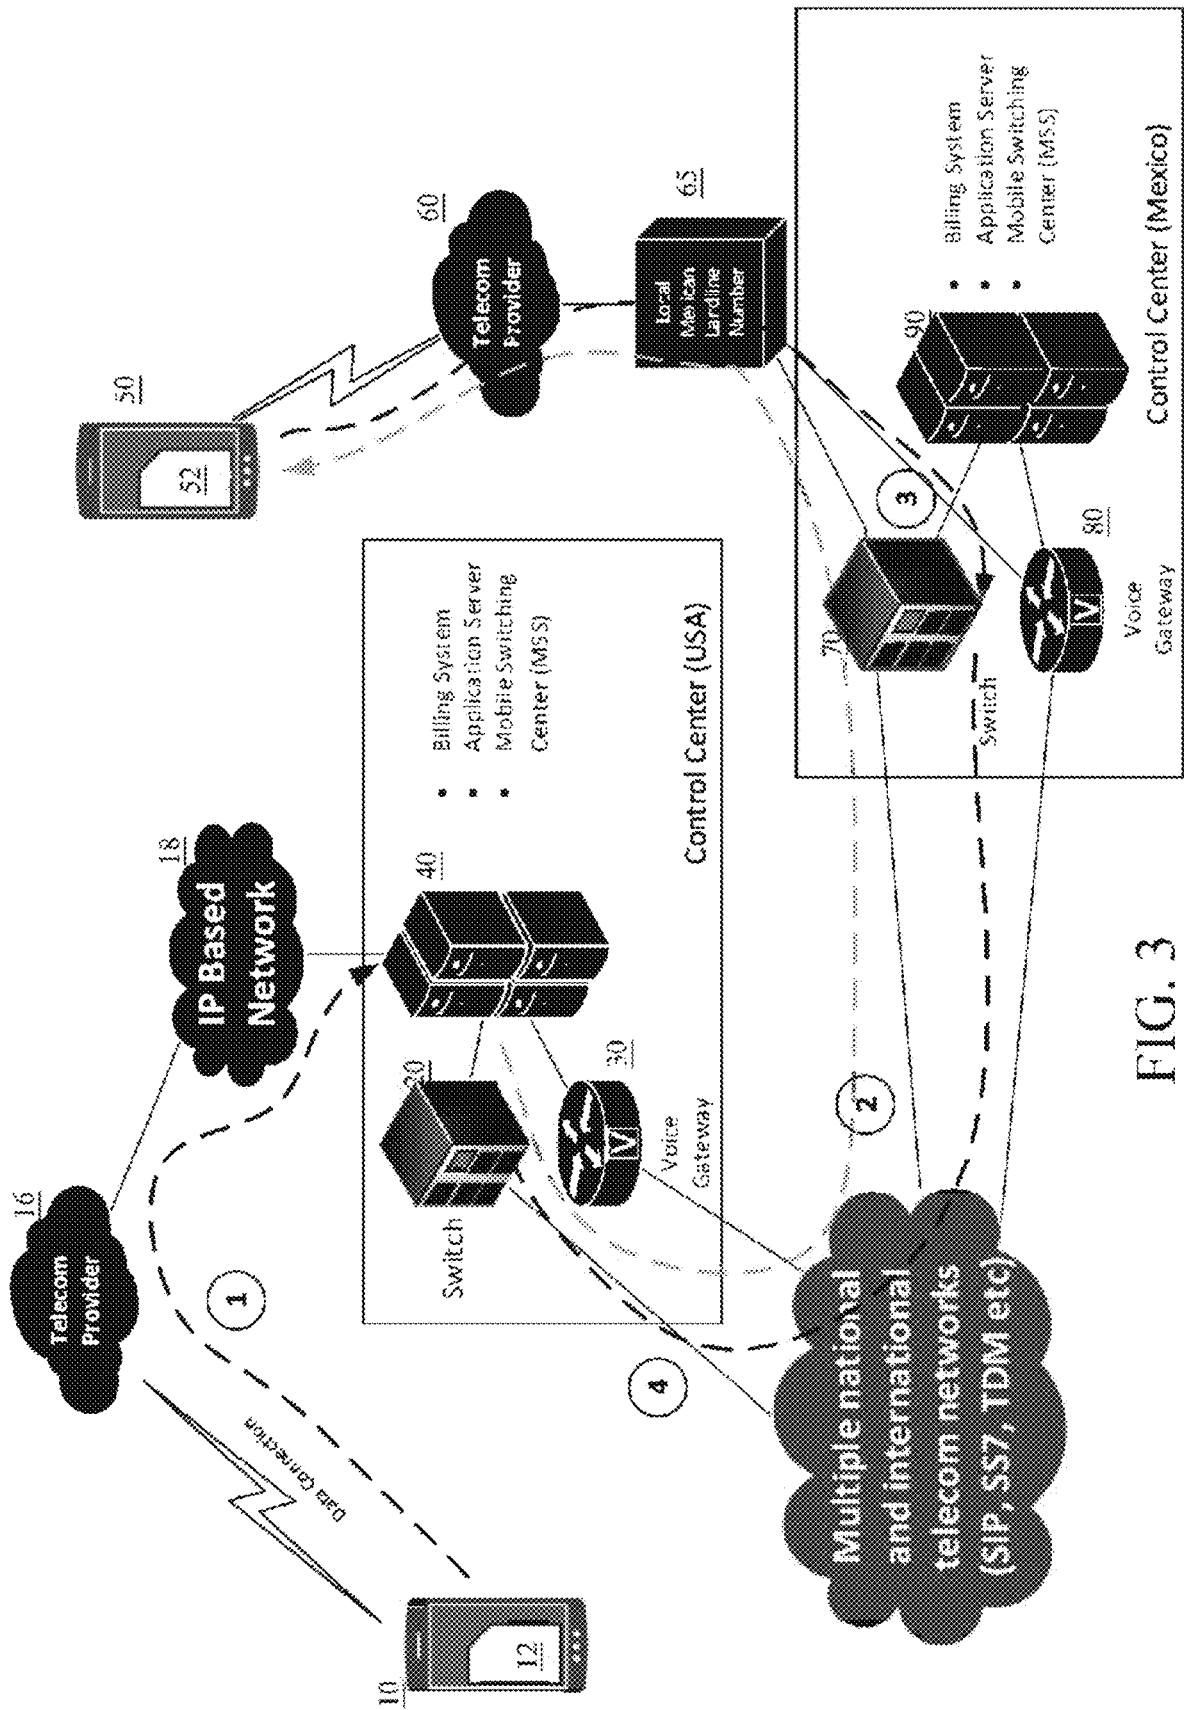 10
12
Data Connection
16
Telecom
Provider
1
18
IP Based
Network
40
20
Switch
30
Voice
Gateway
• Billing System
• Application Server
• Mobile Switching
Center (MSS)
Control Center (USA)
4
2
Multiple national
and international
telecom networks
(SIP, SS7, TDM etc)
50
52
60
Telecom
Provider
65
Local
Mexican
Landline
Number
3
70
Switch
80
V
V
Voice
Gateway
90
• Billing System
• Application Server
• Mobile Switching
Center (MSS)
Control Center (Mexico)
FIG. 3